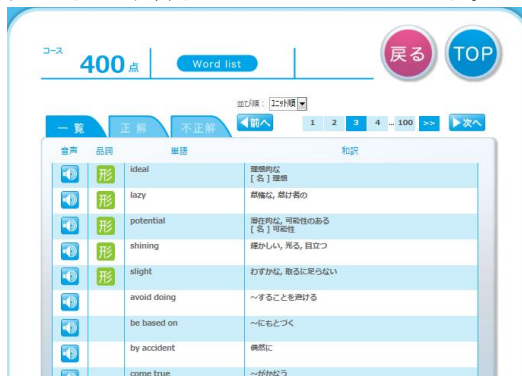 コース
400点
Word list
戻る
TOP
並び順：ユニット順
一覧
正解
不正解
前へ
1 2 3 4 ... 100 >>
次へ
音声 品詞 単語 和訳
形 ideal 理想的な
[ 名 ] 理想
形 lazy 怠惰な, 怠け者の
形 potential 潜在的な, 可能性のある
[ 名 ] 可能性
形 shining 輝かしい, 光る, 目立つ
形 slight わずかな, 取るに足らない
avoid doing ～することを避ける
be based on ～にもとづく
by accident 偶然に
come true ～がかなう